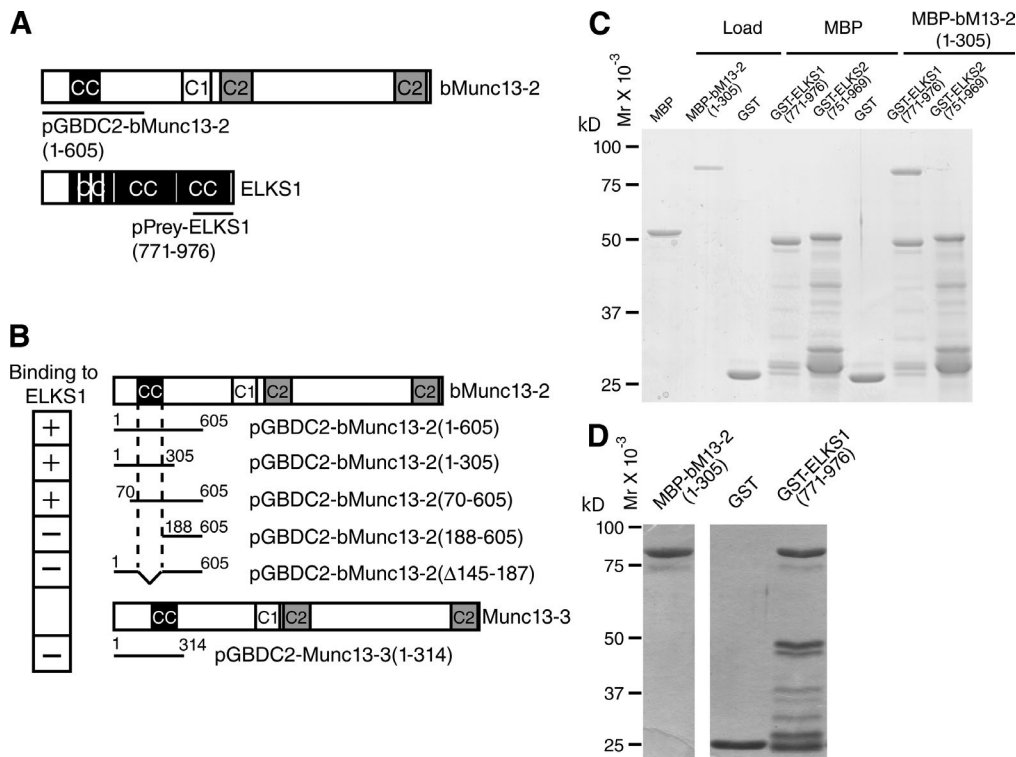 A
CC
C1
C2
C2
bMunc13-2
pGBDC2-bMunc13-2
(1-605)
CC
CC
CC
ELKS1
pPrey-ELKS1
(771-976)
B
Binding to
ELKS1
CC
C1
C2
C2
bMunc13-2
+
1
605
pGBDC2-bMunc13-2(1-605)
+
1
305
pGBDC2-bMunc13-2(1-305)
+
70
605
pGBDC2-bMunc13-2(70-605)
−
188
605
pGBDC2-bMunc13-2(188-605)
−
1
605
pGBDC2-bMunc13-2(Δ145-187)
CC
C1
C2
C2
Munc13-3
−
1
314
pGBDC2-Munc13-3(1-314)
C
Load
MBP
MBP-bM13-2
(1-305)
kD
Mr X 10-3
MBP
MBP-bM13-2
(1-305)
GST
GST-ELKS1
(771-976)
GST-ELKS2
(751-969)
GST
GST-ELKS1
(771-976)
GST-ELKS2
(751-969)
100
75
50
37
25
D
kD
Mr X 10-3
MBP-bM13-2
(1-305)
GST
GST-ELKS1
(771-976)
100
75
50
37
25